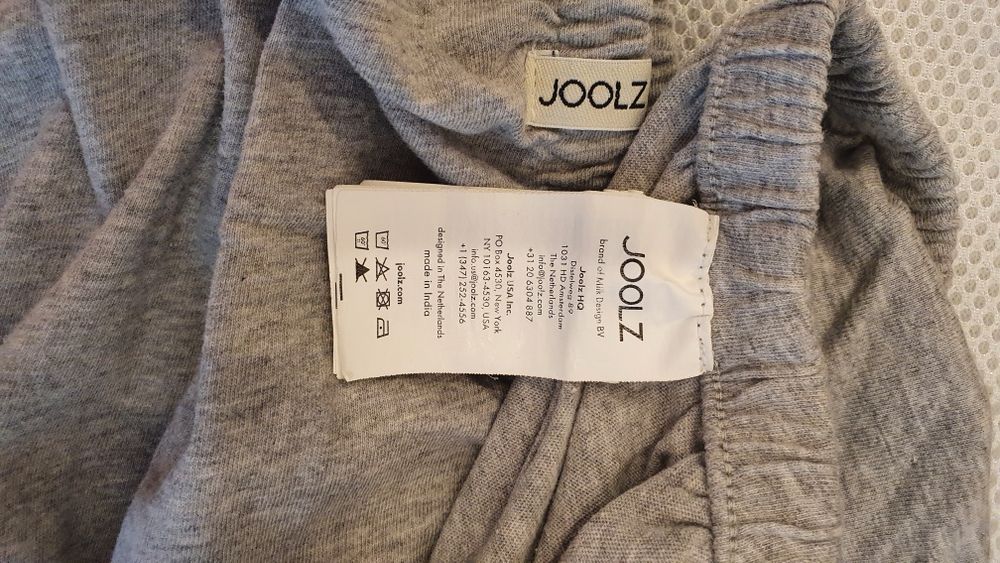 JOOLZ
JOOLZ
brand of Milk Design BV
Joolz HQ
Distelweg 89
1031 HD Amsterdam
The Netherlands
info@joolz.com
+31 20 6304 887
Joolz USA Inc.
PO Box 4530, New York
NY 10163-4530, USA
info.us@joolz.com
+1 (347) 252-4556
designed in The Netherlands
made in India
joolz.com